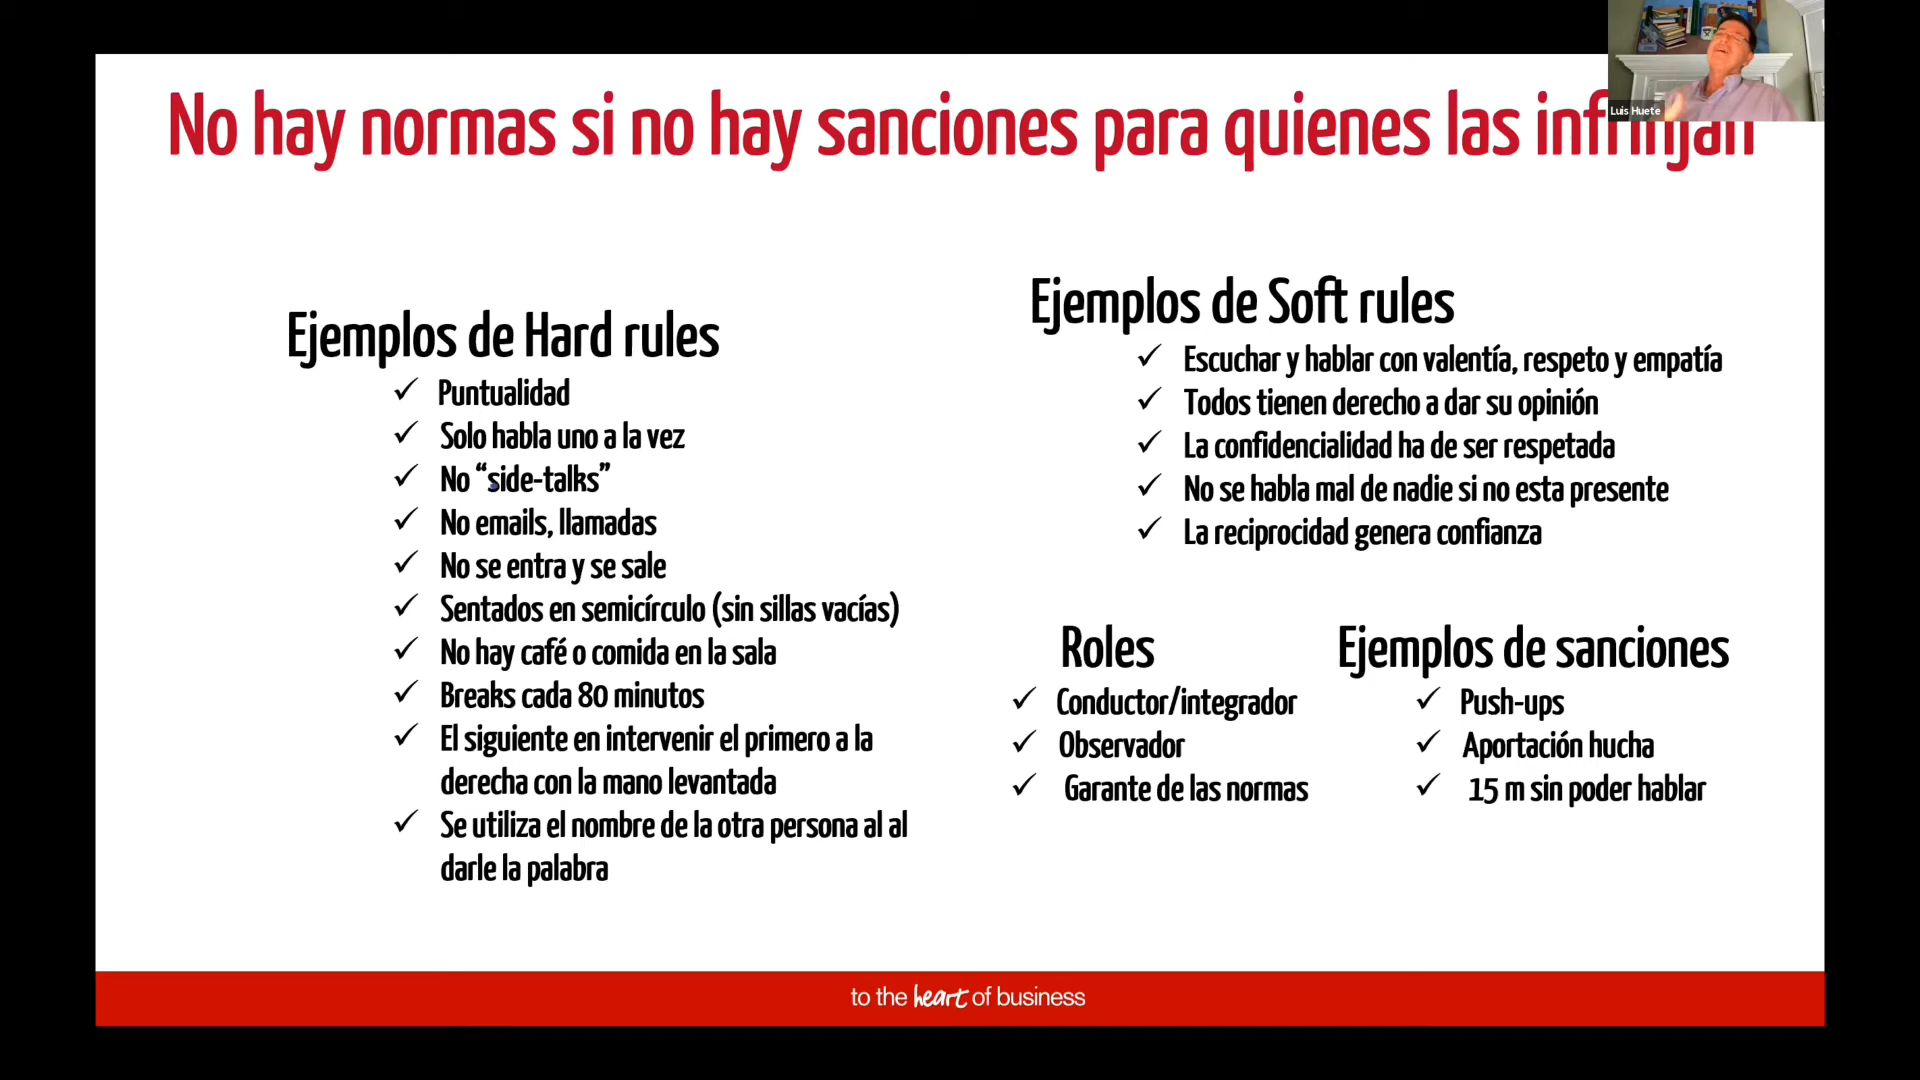 No hay normas si no hay sanciones para quienes las infrinjan
Luis Huete
Ejemplos de Hard rules
✓ Puntualidad
✓ Solo habla uno a la vez
✓ No “side-talks”
✓ No emails, llamadas
✓ No se entra y se sale
✓ Sentados en semicírculo (sin sillas vacías)
✓ No hay café o comida en la sala
✓ Breaks cada 80 minutos
✓ El siguiente en intervenir el primero a la
derecha con la mano levantada
✓ Se utiliza el nombre de la otra persona al al
darle la palabra
Ejemplos de Soft rules
✓ Escuchar y hablar con valentía, respeto y empatía
✓ Todos tienen derecho a dar su opinión
✓ La confidencialidad ha de ser respetada
✓ No se habla mal de nadie si no esta presente
✓ La reciprocidad genera confianza
Roles
✓ Conductor/integrador
✓ Observador
✓ Garante de las normas
Ejemplos de sanciones
✓ Push-ups
✓ Aportación hucha
✓ 15 m sin poder hablar
to the heart of business